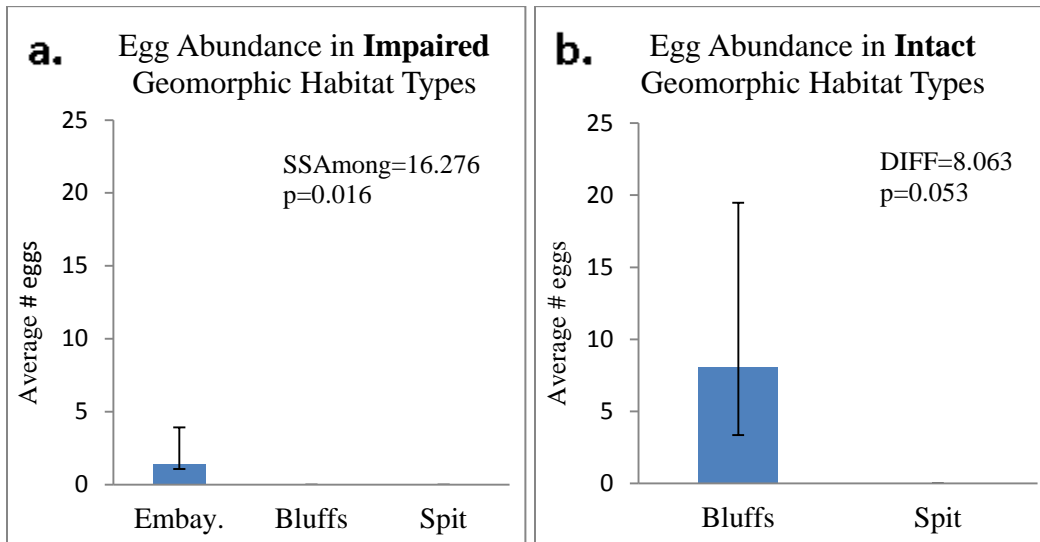 a. Egg Abundance in Impaired
Geomorphic Habitat Types
25
20
15
10
5
0
Average # eggs
SSAmong=16.276
p=0.016
Embay. Bluffs Spit
b. Egg Abundance in Intact
Geomorphic Habitat Types
25
20
15
10
5
0
Average # eggs
DIFF=8.063
p=0.053
Bluffs Spit